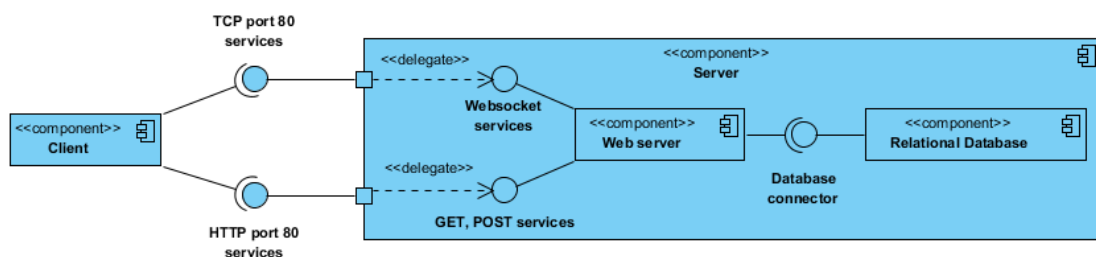 TCP port 80
services
<<component>>
Client
HTTP port 80
services
<<component>>
Server
<<delegate>>
Websocket
services
<<delegate>>
GET, POST services
<<component>>
Web server
Database
connector
<<component>>
Relational Database